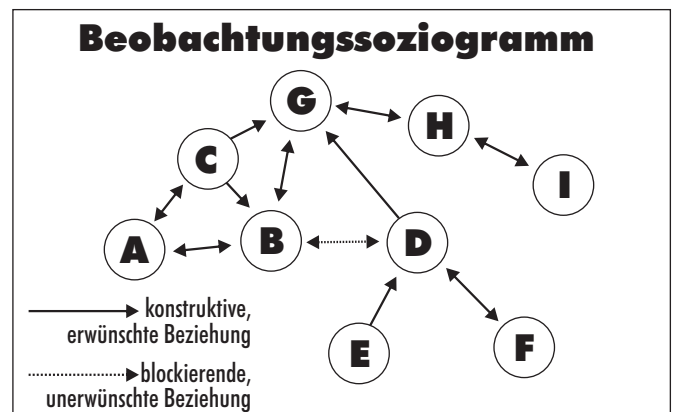 Beobachtungssoziogramm
G
H
C
I
B
D
A
konstruktive,
erwünschte Beziehung
E
F
blockierende,
unerwünschte Beziehung